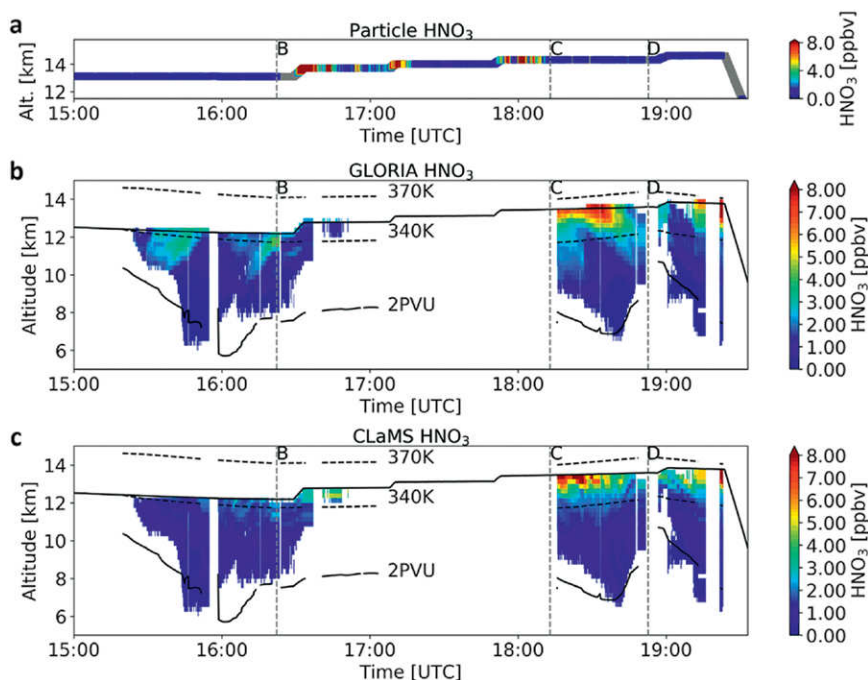 a
Particle HNO₃
B
C
D
14
12
Alt. [km]
15:00
16:00
17:00
18:00
19:00
Time [UTC]
8.0
4.0
0.0
HNO₃ [ppbv]
b
GLORIA HNO₃
B
C
D
370K
340K
2PVU
14
12
10
8
6
Altitude [km]
15:00
16:00
17:00
18:00
19:00
Time [UTC]
8.00
7.00
6.00
5.00
4.00
3.00
2.00
1.00
0.00
HNO₃ [ppbv]
c
CLaMS HNO₃
B
C
D
370K
340K
2PVU
14
12
10
8
6
Altitude [km]
15:00
16:00
17:00
18:00
19:00
Time [UTC]
8.00
7.00
6.00
5.00
4.00
3.00
2.00
1.00
0.00
HNO₃ [ppbv]